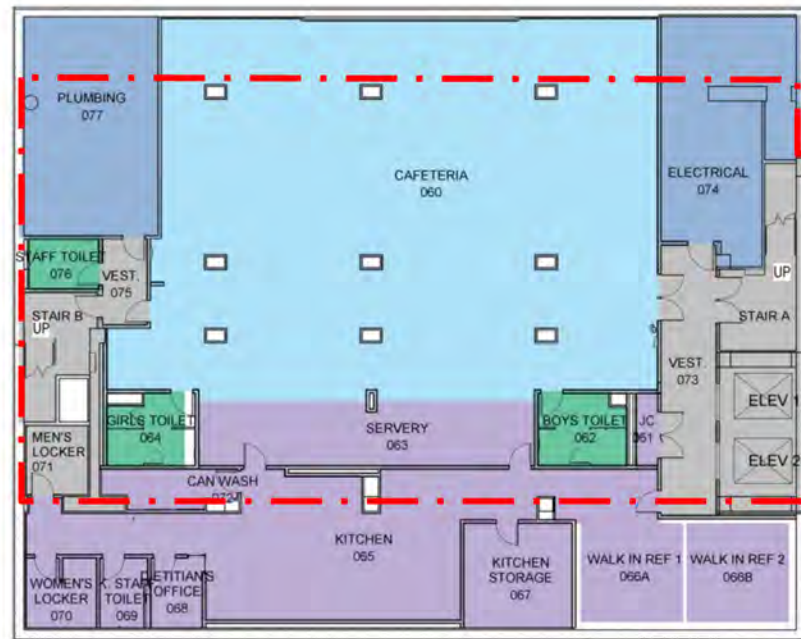 PLUMBING
077
CAFETERIA
060
ELECTRICAL
074
STAFF TOILET
076
VEST.
075
UP
STAIR A
STAIR B
UP
VEST.
073
ELEV 1
GIRLS TOILET
064
SERVERY
063
BOYS TOILET
062
JC
061
MEN'S
LOCKER
071
ELEV 2
CAN WASH
072
KITCHEN
065
KITCHEN
STORAGE
067
WALK IN REF 1
066A
WALK IN REF 2
066B
WOMEN'S
LOCKER
070
K. STAFF
TOILET
069
OFFICE
068